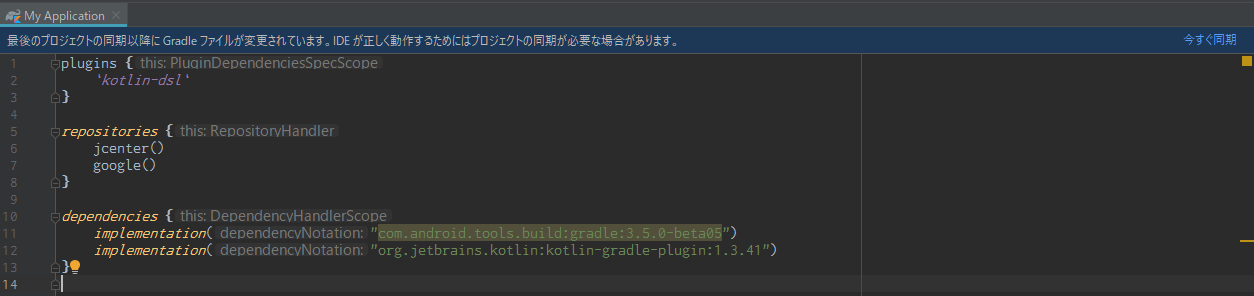 My Application
最後のプロジェクトの同期以降に Gradle ファイルが変更されています。IDE が正しく動作するためにはプロジェクトの同期が必要な場合があります。 今すぐ同期
1 plugins { this: PluginDependenciesSpecScope
2 `kotlin-dsl`
3 }
4
5 repositories { this: RepositoryHandler
6 jcenter()
7 google()
8 }
9
10 dependencies { this: DependencyHandlerScope
11 implementation( dependencyNotation: "com.android.tools.build:gradle:3.5.0-beta05")
12 implementation( dependencyNotation: "org.jetbrains.kotlin:kotlin-gradle-plugin:1.3.41")
13 }
14